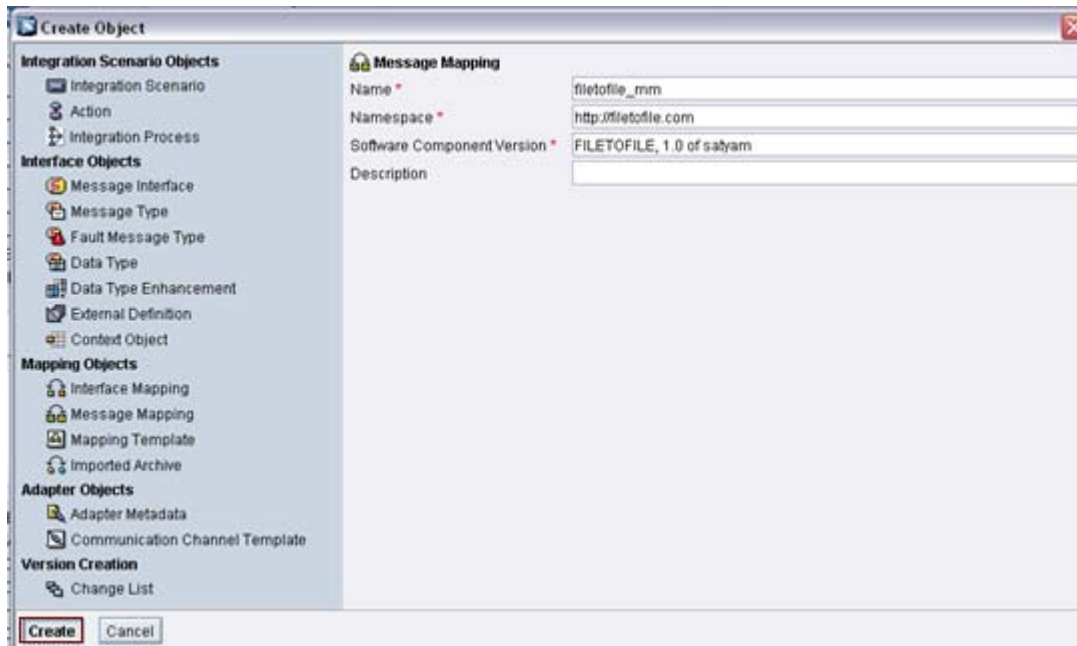 Create Object
Integration Scenario Objects
Integration Scenario
Action
Integration Process
Interface Objects
Message Interface
Message Type
Fault Message Type
Data Type
Data Type Enhancement
External Definition
Context Object
Mapping Objects
Interface Mapping
Message Mapping
Mapping Template
Imported Archive
Adapter Objects
Adapter Metadata
Communication Channel Template
Version Creation
Change List
Message Mapping
Name * filetofile_mm
Namespace * http://filetofile.com
Software Component Version * FILETOFILE, 1.0 of satyam
Description
Create Cancel